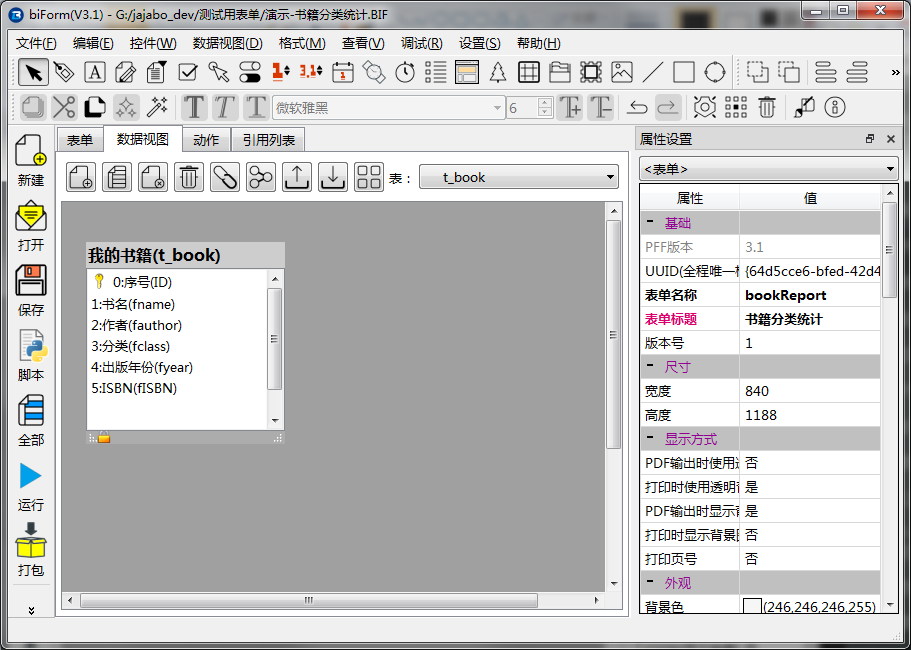 biForm(V3.1) - G:/jajabo_dev/测试用表单/演示-书籍分类统计.BIF
文件(F) 编辑(E) 控件(W) 数据视图(D) 格式(M) 查看(V) 调试(R) 设置(S) 帮助(H)
微软雅黑 6
新建
打开
保存
脚本
全部
运行
打包
表单 数据视图 动作 引用列表
表： t_book
我的书籍(t_book)
0:序号(ID)
1:书名(fname)
2:作者(fauthor)
3:分类(fclass)
4:出版年份(fyear)
5:ISBN(fISBN)
属性设置
<表单>
属性 值
基础
PFF版本 3.1
UUID(全程唯一 {64d5cce6-bfed-42d4
表单名称 bookReport
表单标题 书籍分类统计
版本号 1
尺寸
宽度 840
高度 1188
显示方式
PDF输出时使用 否
打印时使用透明 是
PDF输出时显示 是
打印时显示背景 否
打印页号 否
外观
背景色 (246,246,246,255)